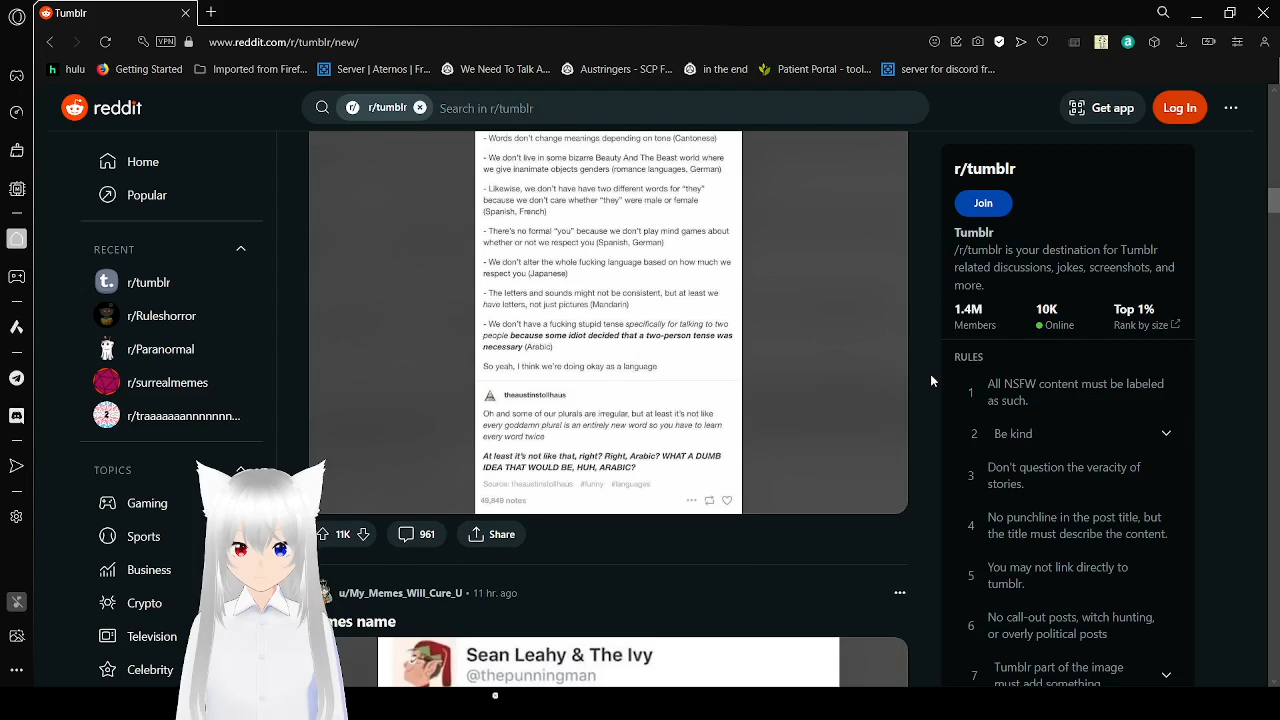 Tumblr
www.reddit.com/r/tumblr/new/
VPN
hulu
Getting Started
Imported from Firef...
Server | Aternos | Fr...
We Need To Talk A...
Austringers - SCP F...
in the end
Patient Portal - tool...
server for discord fr...
reddit
r/ r/tumblr
Search in r/tumblr
Get app
Log In
Home
Popular
RECENT
r/tumblr
r/Ruleshorror
r/Paranormal
r/surrealmemes
r/traaaaaaannnnnn...
TOPICS
Gaming
Sports
Business
Crypto
Television
Celebrity
- Words don't change meanings depending on tone (Cantonese)
- We don't live in some bizarre Beauty And The Beast world where
we give inanimate objects genders (romance languages, German)
- Likewise, we don't have have two different words for "they"
because we don't care whether "they" were male or female
(Spanish, French)
- There's no formal "you" because we don't play mind games about
whether or not we respect you (Spanish, German)
- We don't alter the whole fucking language based on how much we
respect you (Japanese)
- The letters and sounds might not be consistent, but at least we
have letters, not just pictures (Mandarin)
- We don't have a fucking stupid tense specifically for talking to two
people because some idiot decided that a two-person tense was
necessary (Arabic)
So yeah, I think we're doing okay as a language
theaustinstollhaus
Oh and some of our plurals are irregular, but at least it's not like
every goddamn plural is an entirely new word so you have to learn
every word twice
At least it's not like that, right? Right, Arabic? WHAT A DUMB
IDEA THAT WOULD BE, HUH, ARABIC?
Source: theaustinstollhaus #funny #languages
49,849 notes
11K
961
Share
u/My_Memes_Will_Cure_U • 11 hr. ago
mes name
Sean Leahy & The Ivy
@thepunningman
r/tumblr
Join
Tumblr
/r/tumblr is your destination for Tumblr
related discussions, jokes, screenshots, and
more.
1.4M 10K Top 1%
Members Online Rank by size
RULES
1 All NSFW content must be labeled
as such.
2 Be kind
3 Don't question the veracity of
stories.
4 No punchline in the post title, but
the title must describe the content.
5 You may not link directly to
tumblr.
6 No call-out posts, witch hunting,
or overly political posts
7 Tumblr part of the image
must add something